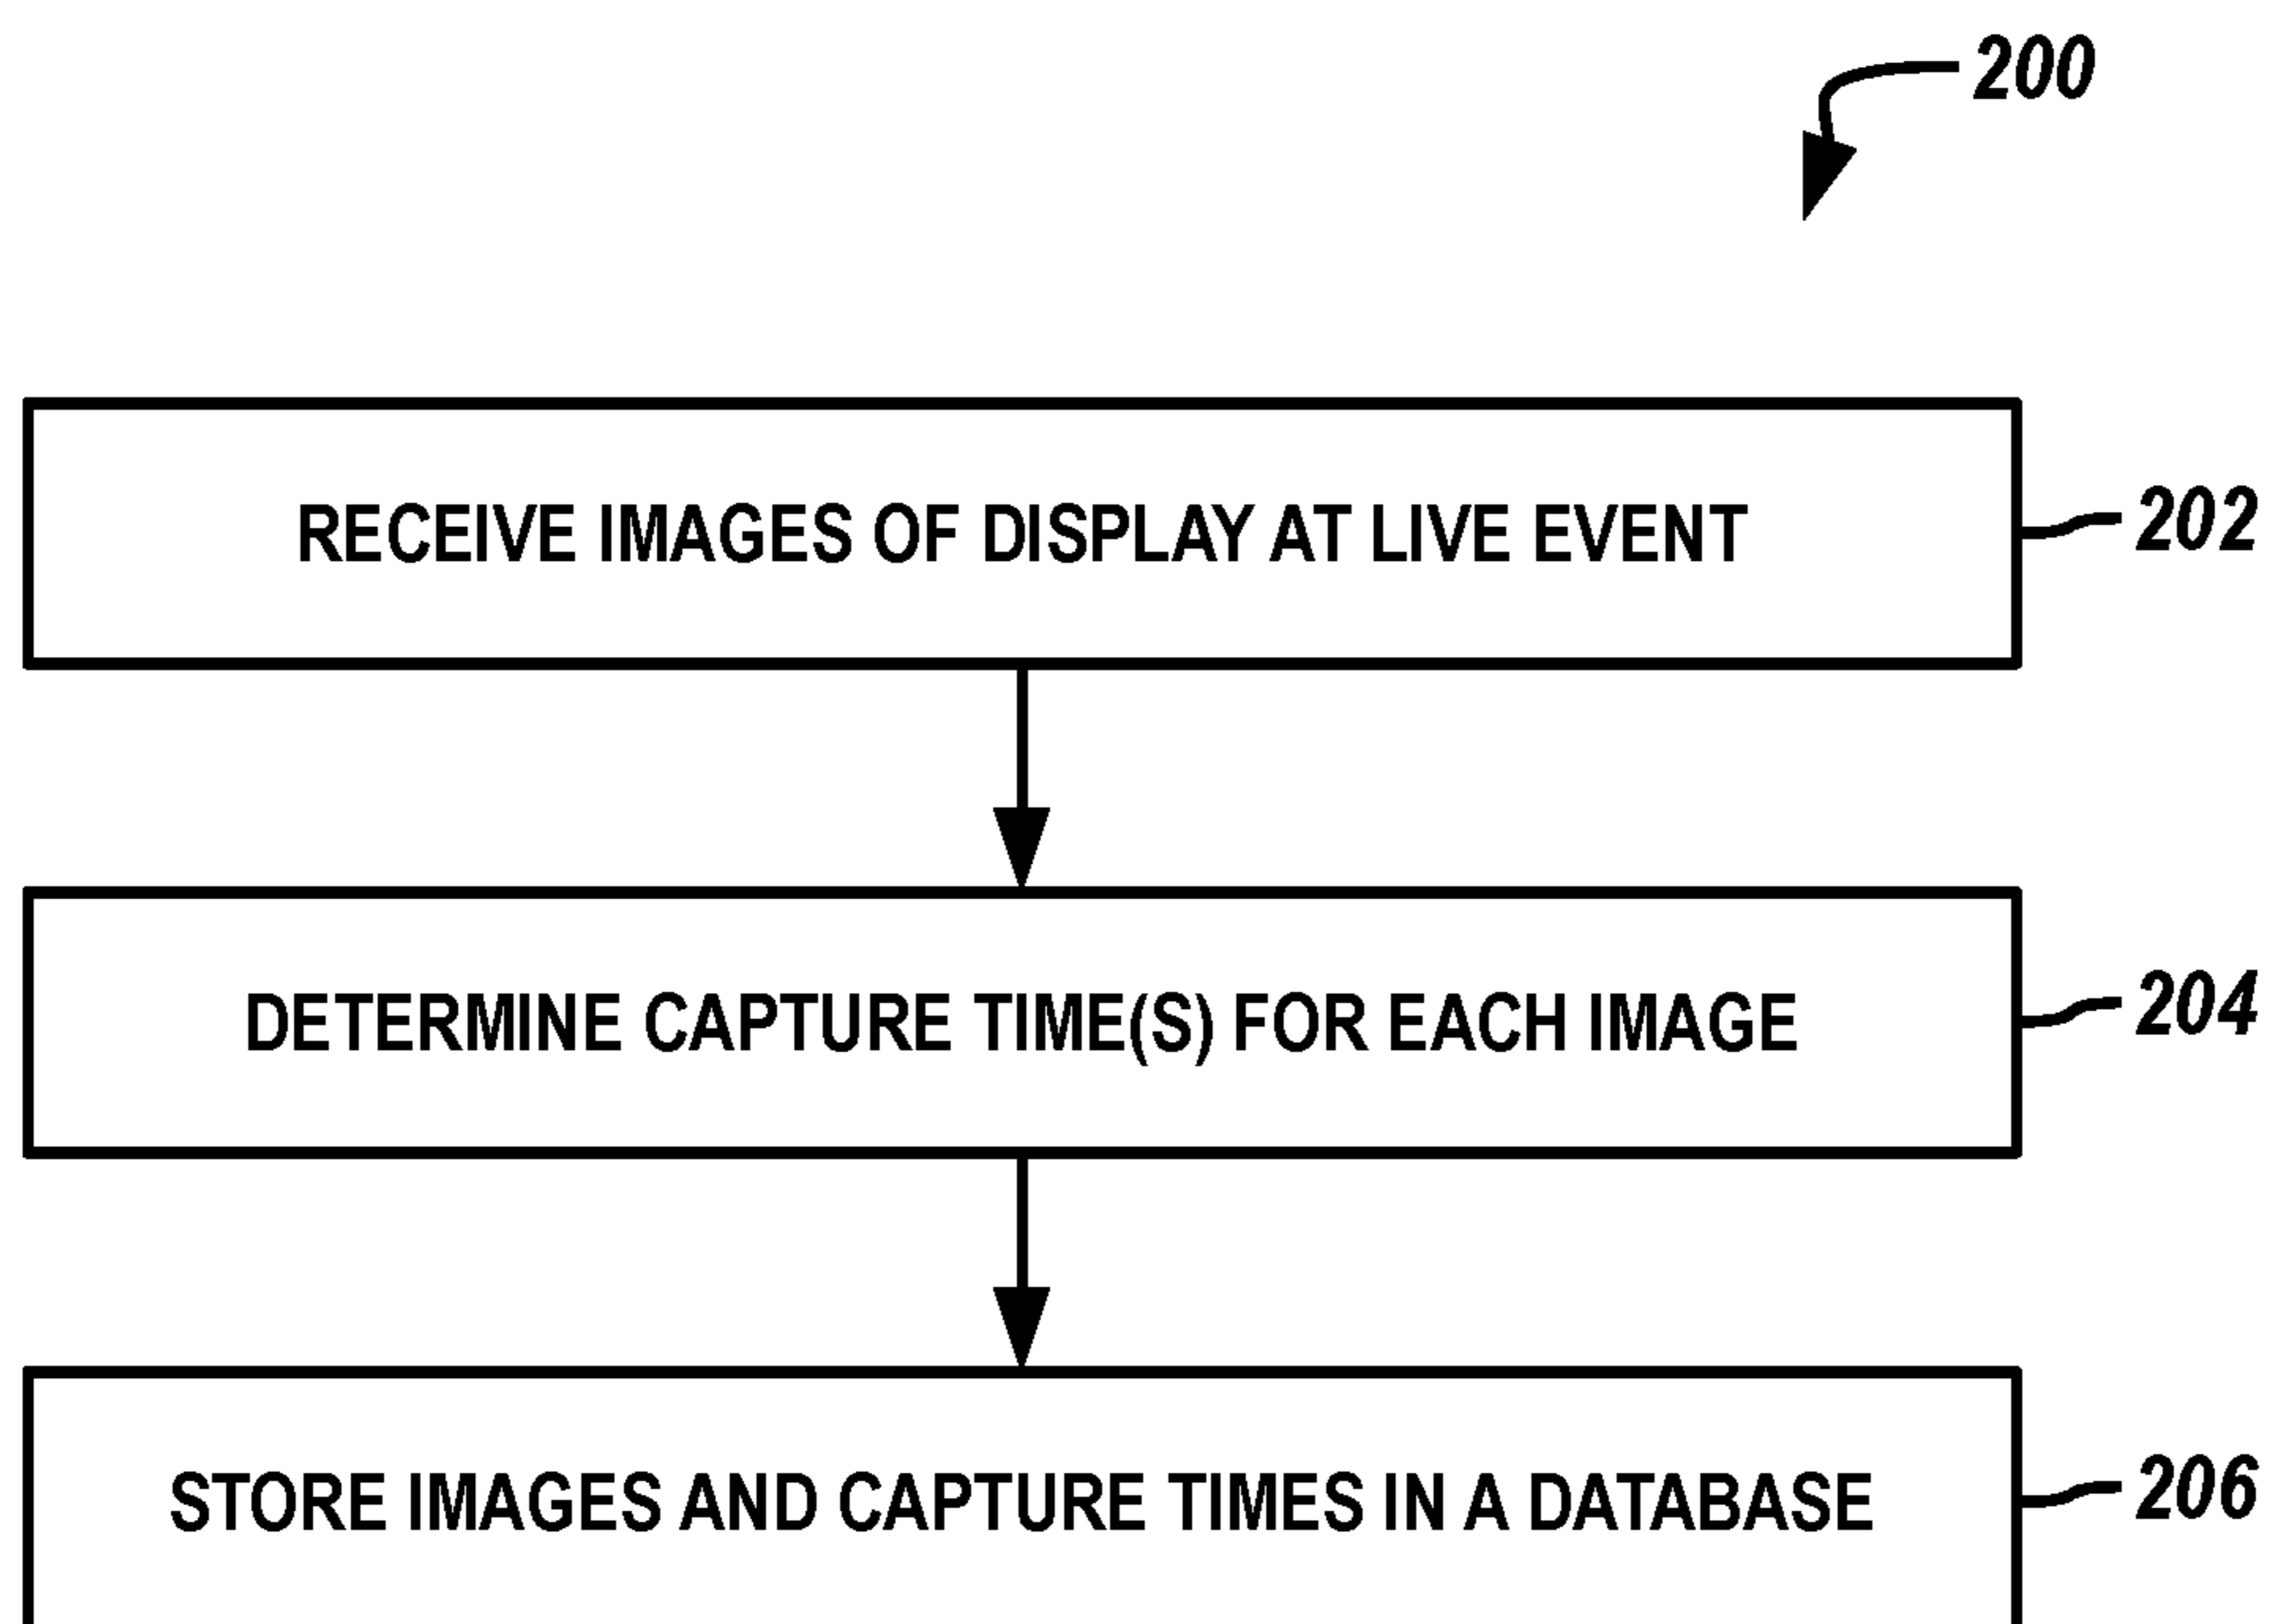 200
RECEIVE IMAGES OF DISPLAY AT LIVE EVENT
202
DETERMINE CAPTURE TIME(S) FOR EACH IMAGE
204
STORE IMAGES AND CAPTURE TIMES IN A DATABASE
206